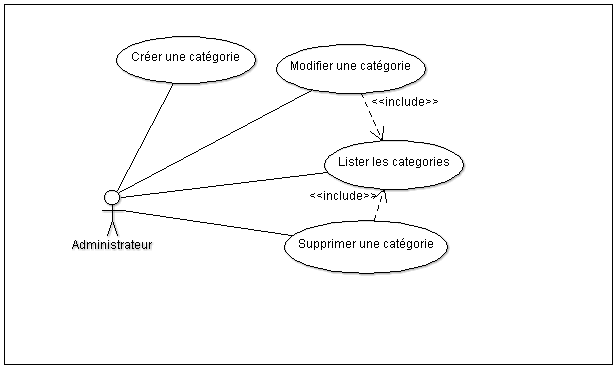 Créer une catégorie
Modifier une catégorie
<<include>>
Lister les categories
<<include>>
Supprimer une catégorie
Administrateur